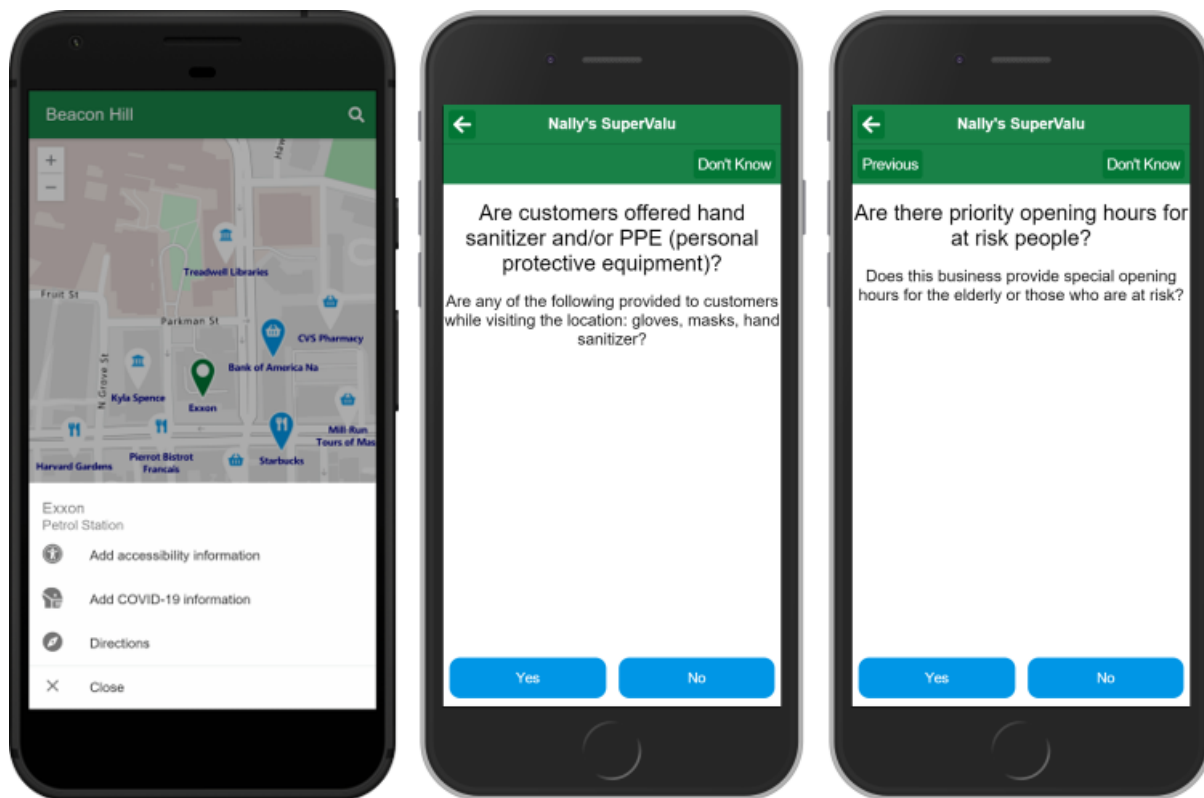 Beacon Hill
+
−
Treadwell Libraries
Fruit St
Parkman St
CVS Pharmacy
Bank of America Na
N Grove St
Kyla Spence
Exxon
Mill-Run
Tours of Mas
Harvard Gardens
Pierrot Bistrot
Francais
Starbucks
Exxon
Petrol Station
Add accessibility information
Add COVID-19 information
Directions
Close
Nally's SuperValu
Don't Know
Are customers offered hand
sanitizer and/or PPE (personal
protective equipment)?
Are any of the following provided to customers
while visiting the location: gloves, masks, hand
sanitizer?
Yes No
Nally's SuperValu
Previous Don't Know
Are there priority opening hours for
at risk people?
Does this business provide special opening
hours for the elderly or those who are at risk?
Yes No